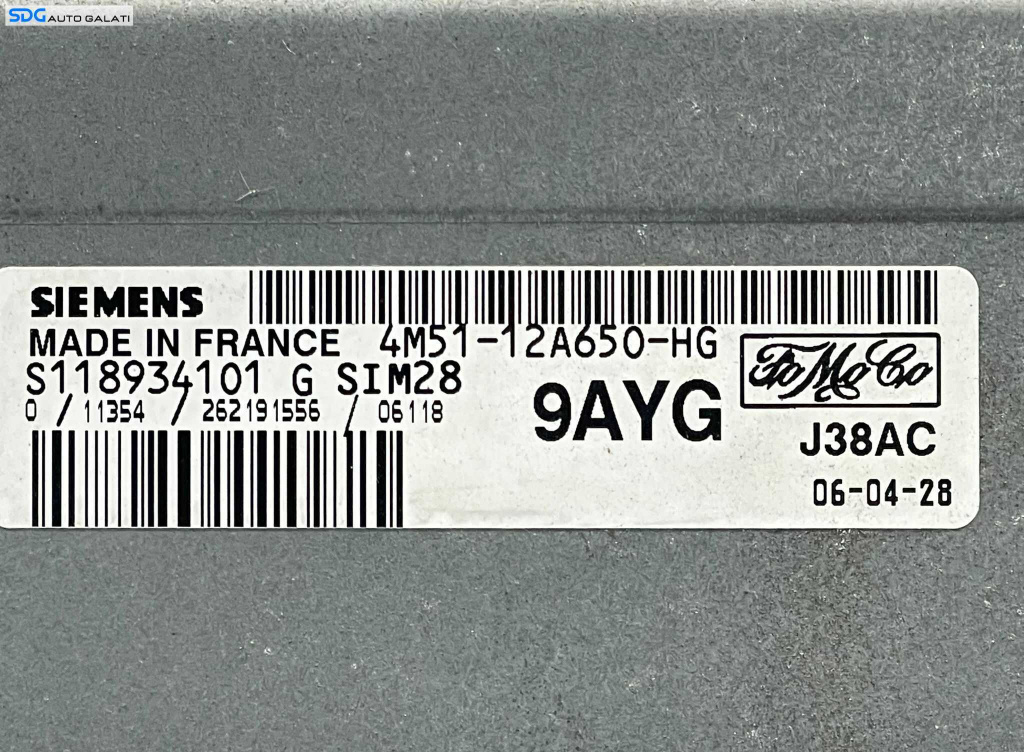 SDG AUTO GALATI
SIEMENS
MADE IN FRANCE 4M51-12A650-HG
S118934101 G SIM28
0 / 11354 / 262191556 / 06118
9AYG
FoMoCo
J38AC
06-04-28